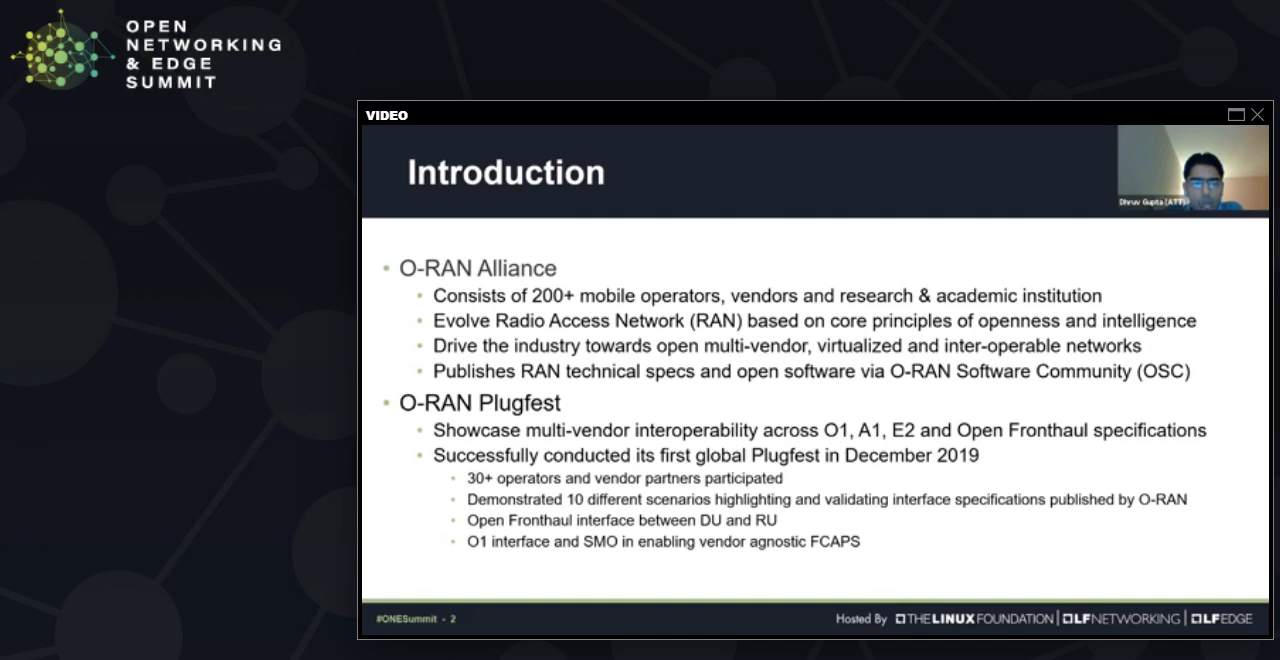 OPEN
NETWORKING
& EDGE
SUMMIT
VIDEO
Introduction
Dhruv Gupta (ATT)
• O-RAN Alliance
• Consists of 200+ mobile operators, vendors and research & academic institution
• Evolve Radio Access Network (RAN) based on core principles of openness and intelligence
• Drive the industry towards open multi-vendor, virtualized and inter-operable networks
• Publishes RAN technical specs and open software via O-RAN Software Community (OSC)
• O-RAN Plugfest
• Showcase multi-vendor interoperability across O1, A1, E2 and Open Fronthaul specifications
• Successfully conducted its first global Plugfest in December 2019
• 30+ operators and vendor partners participated
• Demonstrated 10 different scenarios highlighting and validating interface specifications published by O-RAN
• Open Fronthaul interface between DU and RU
• O1 interface and SMO in enabling vendor agnostic FCAPS
#ONESummit - 2
Hosted By THE LINUX FOUNDATION | LF NETWORKING | LF EDGE